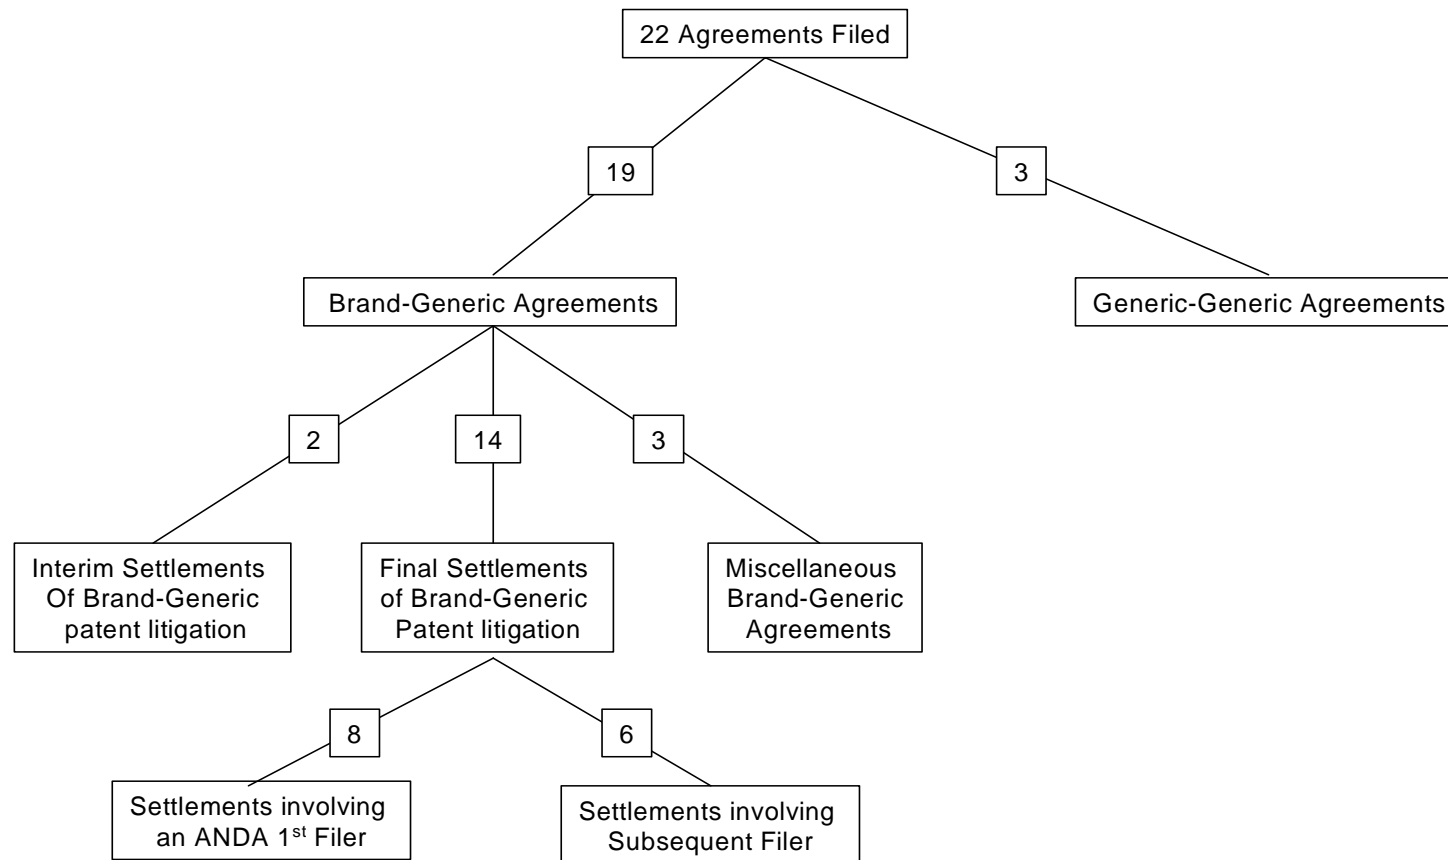 22 Agreements Filed
19
3
Brand-Generic Agreements
Generic-Generic Agreements
2
14
3
Interim Settlements
Of Brand-Generic
patent litigation
Final Settlements
of Brand-Generic
Patent litigation
Miscellaneous
Brand-Generic
Agreements
8
6
Settlements involving
an ANDA 1st Filer
Settlements involving
Subsequent Filer